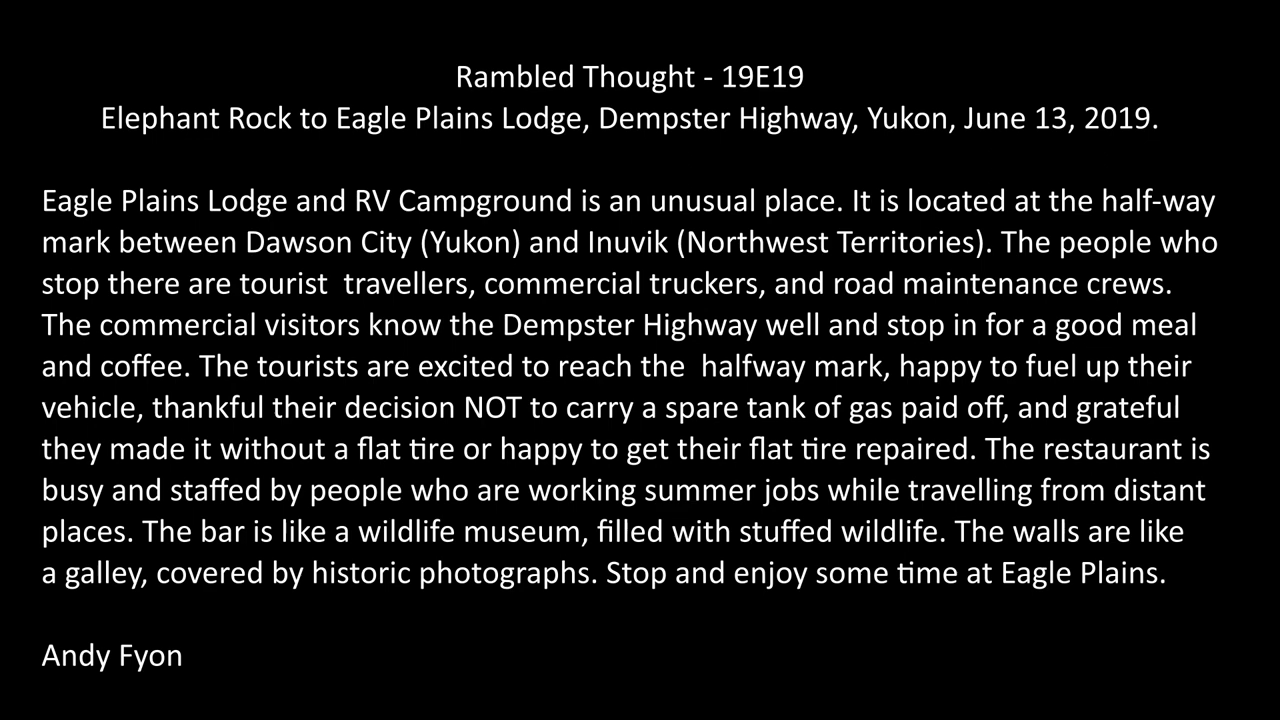 Rambled Thought - 19E19
Elephant Rock to Eagle Plains Lodge, Dempster Highway, Yukon, June 13, 2019.
Eagle Plains Lodge and RV Campground is an unusual place. It is located at the half-way
mark between Dawson City (Yukon) and Inuvik (Northwest Territories). The people who
stop there are tourist  travellers, commercial truckers, and road maintenance crews.
The commercial visitors know the Dempster Highway well and stop in for a good meal
and coffee. The tourists are excited to reach the  halfway mark, happy to fuel up their
vehicle, thankful their decision NOT to carry a spare tank of gas paid off, and grateful
they made it without a flat tire or happy to get their flat tire repaired. The restaurant is
busy and staffed by people who are working summer jobs while travelling from distant
places. The bar is like a wildlife museum, filled with stuffed wildlife. The walls are like
a galley, covered by historic photographs. Stop and enjoy some time at Eagle Plains.
Andy Fyon